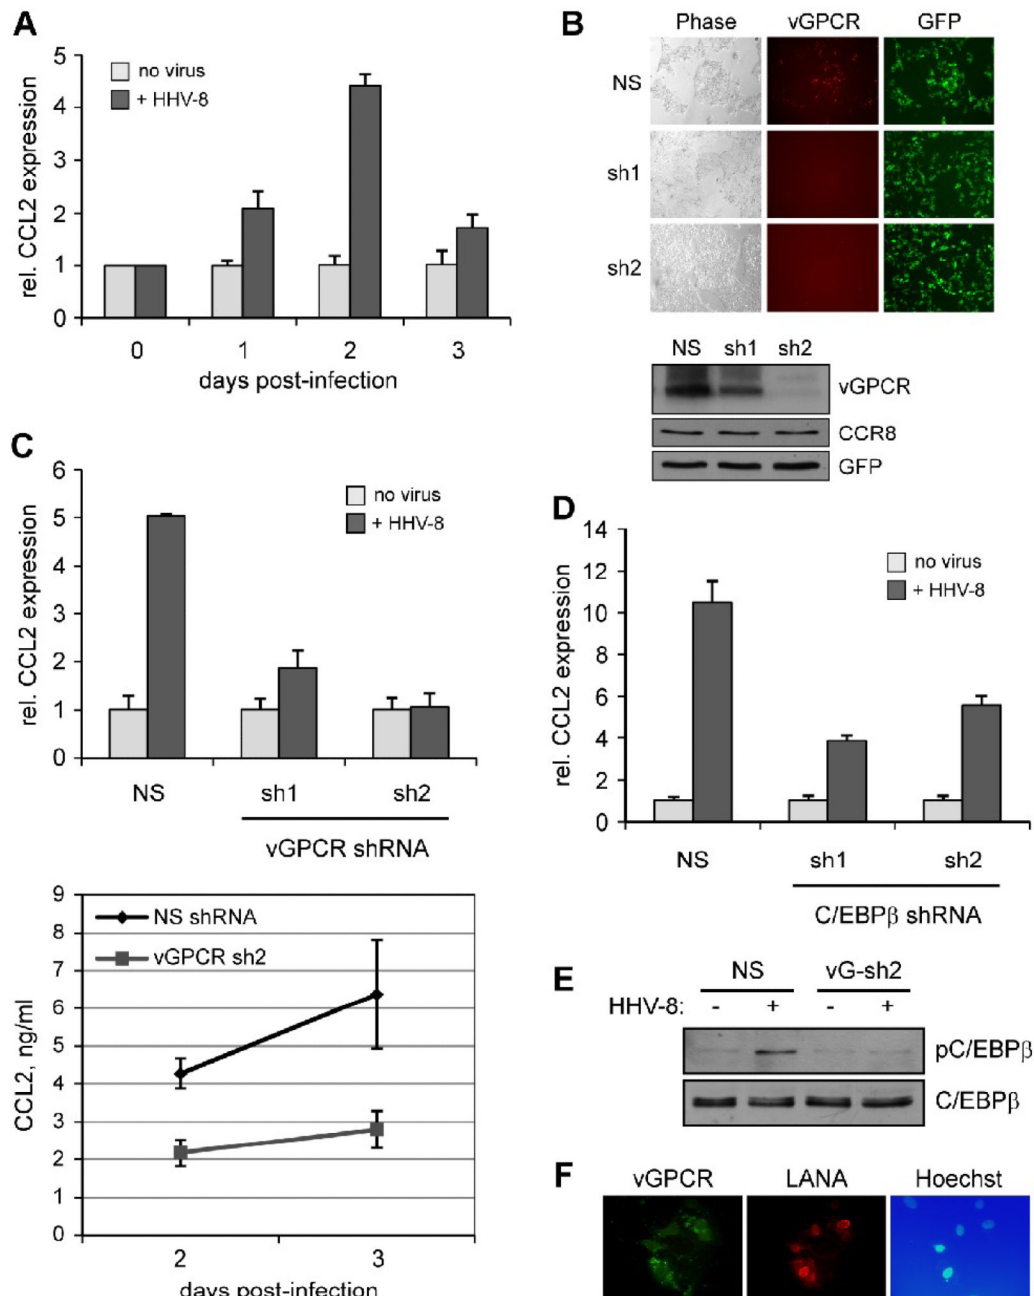 A
rel. CCL2 expression
5
4
3
2
1
0
no virus
+ HHV-8
0 1 2 3
days post-infection
B
Phase vGPCR GFP
NS
sh1
sh2
NS sh1 sh2
vGPCR
CCR8
GFP
C
rel. CCL2 expression
6
5
4
3
2
1
0
no virus
+ HHV-8
NS sh1 sh2
vGPCR shRNA
CCL2, ng/ml
9
8
7
6
5
4
3
2
1
0
NS shRNA
vGPCR sh2
2 3
days post-infection
D
rel. CCL2 expression
14
12
10
8
6
4
2
0
no virus
+ HHV-8
NS sh1 sh2
C/EBPβ shRNA
E
NS vG-sh2
HHV-8: - + - +
pC/EBPβ
C/EBPβ
F
vGPCR LANA Hoechst